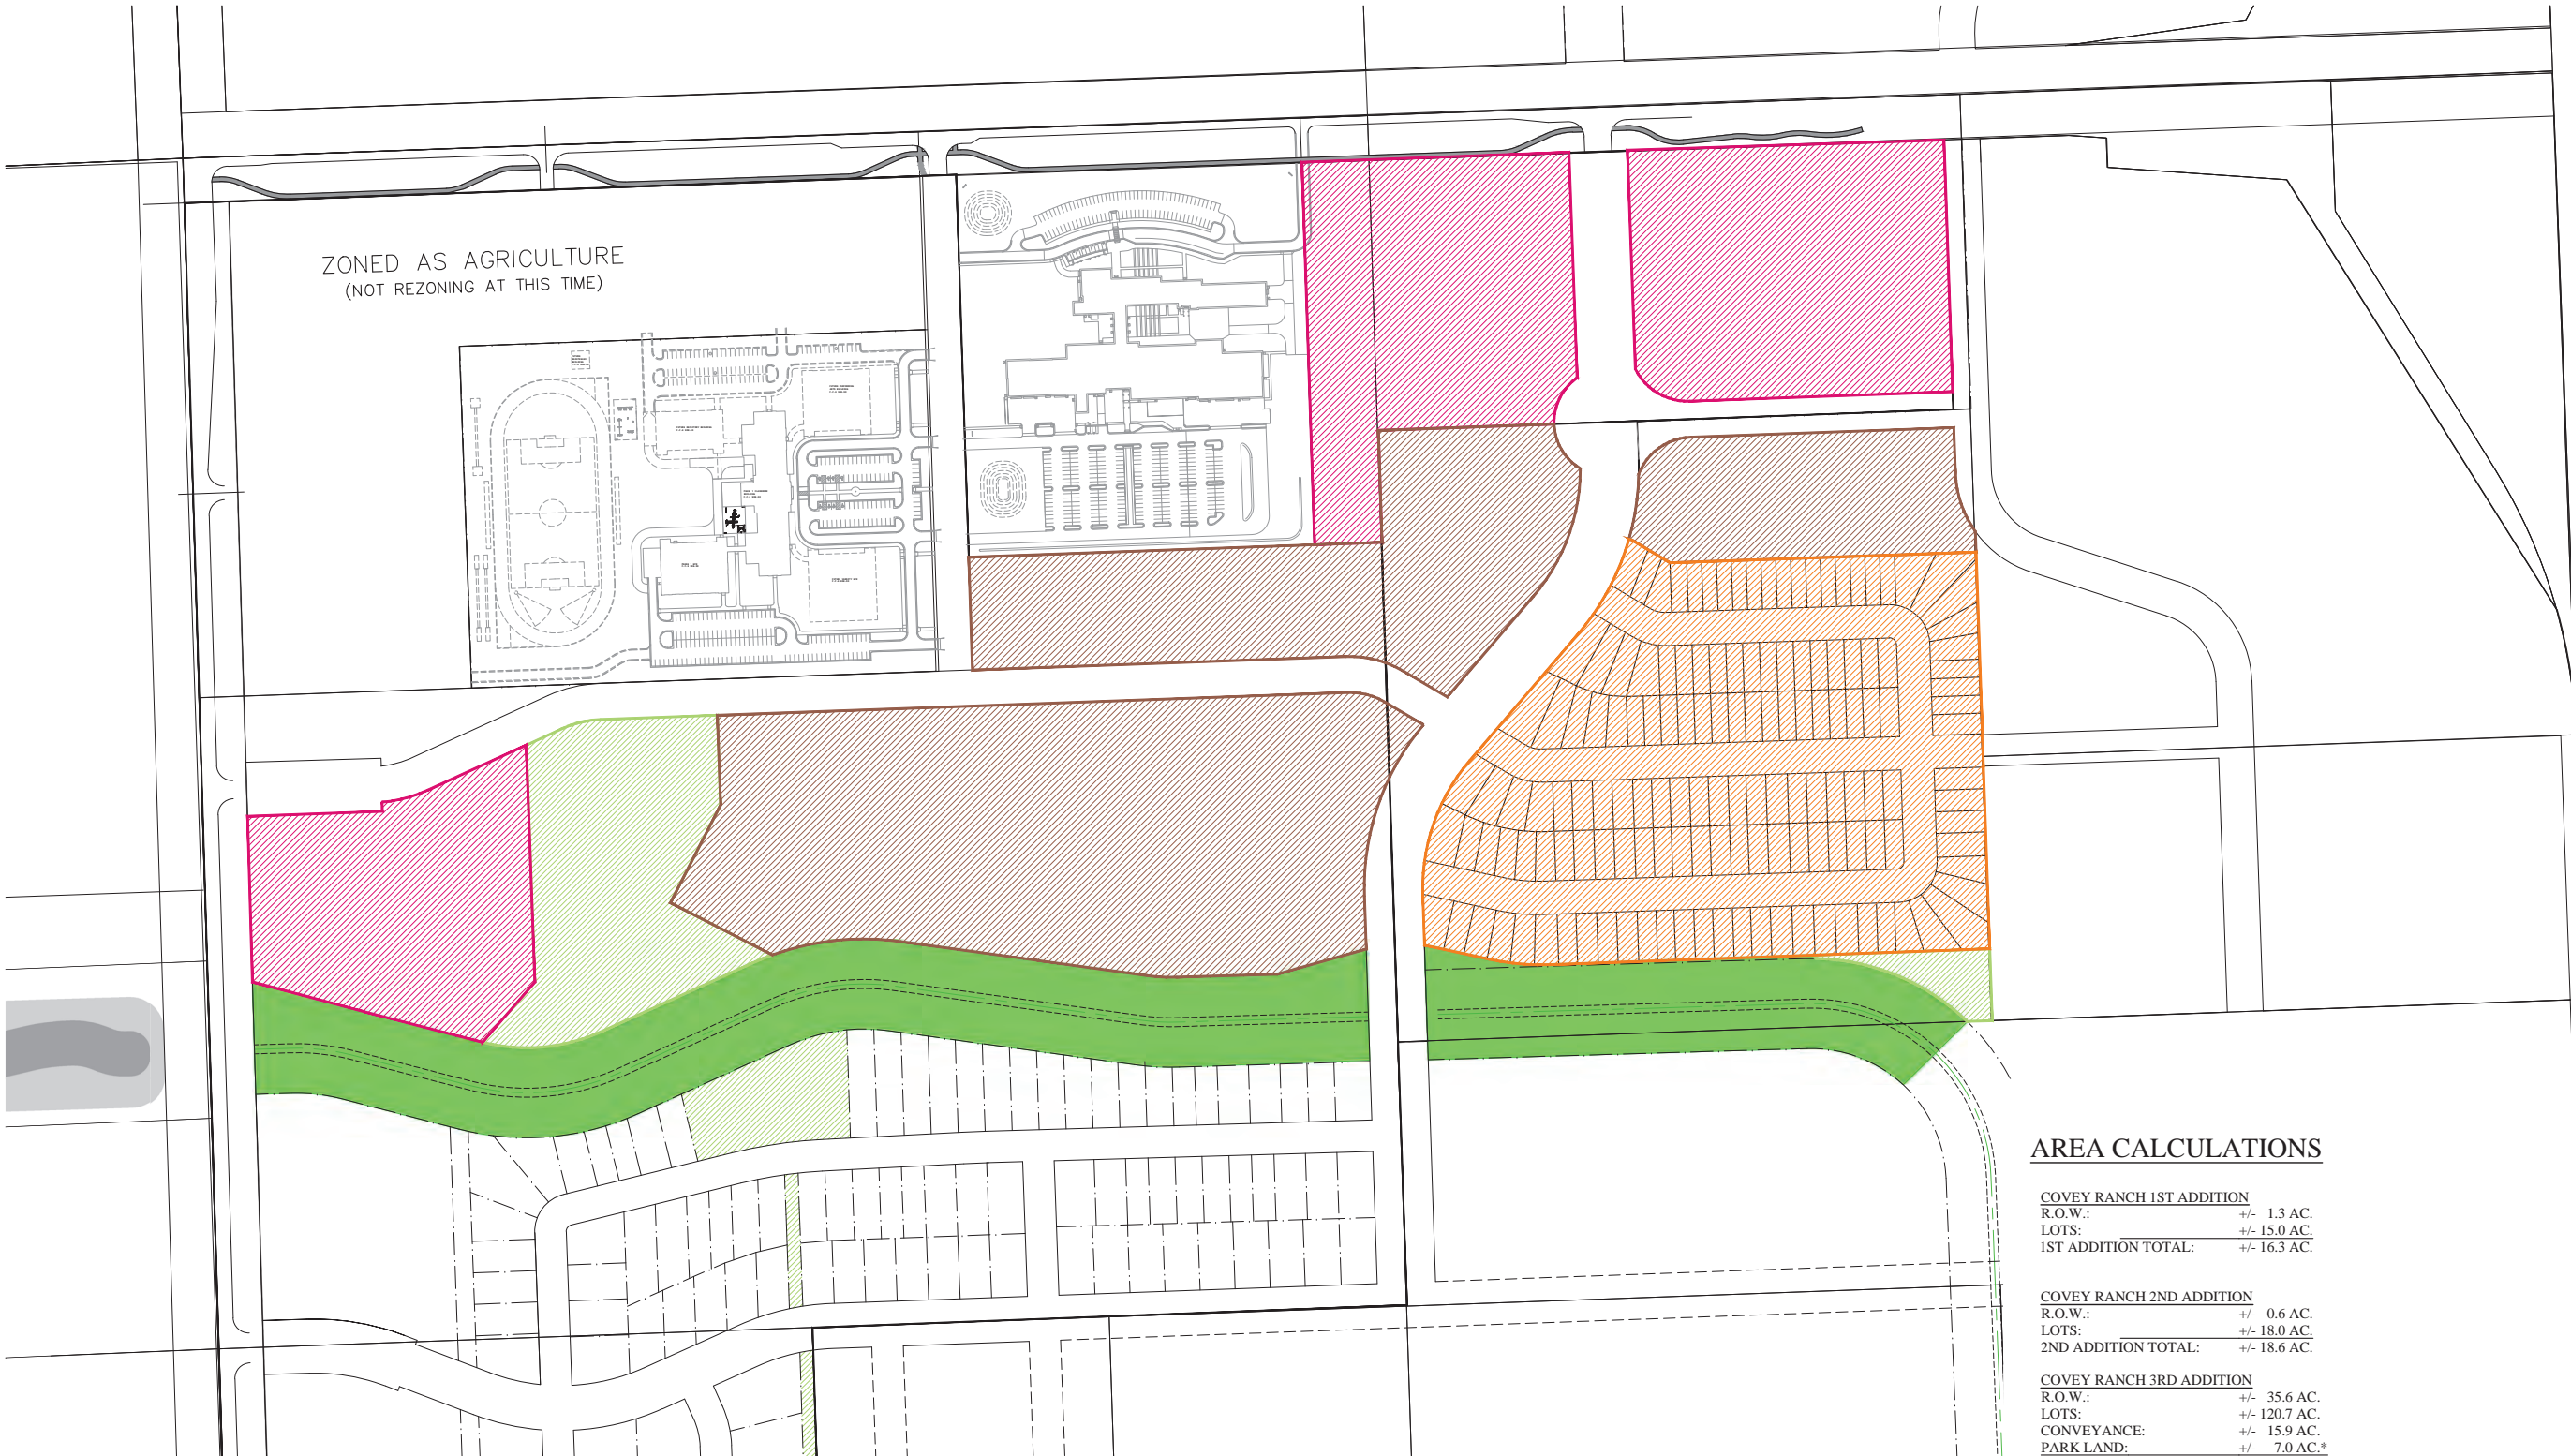 ZONED AS AGRICULTURE
(NOT REZONING AT THIS TIME)
AREA CALCULATIONS
COVEY RANCH 1ST ADDITION
R.O.W.: +/- 1.3 AC.
LOTS: +/- 15.0 AC.
1ST ADDITION TOTAL: +/- 16.3 AC.
COVEY RANCH 2ND ADDITION
R.O.W.: +/- 0.6 AC.
LOTS: +/- 18.0 AC.
2ND ADDITION TOTAL: +/- 18.6 AC.
COVEY RANCH 3RD ADDITION
R.O.W.: +/- 35.6 AC.
LOTS: +/- 120.7 AC.
CONVEYANCE: +/- 15.9 AC.
PARK LAND: +/- 7.0 AC.*